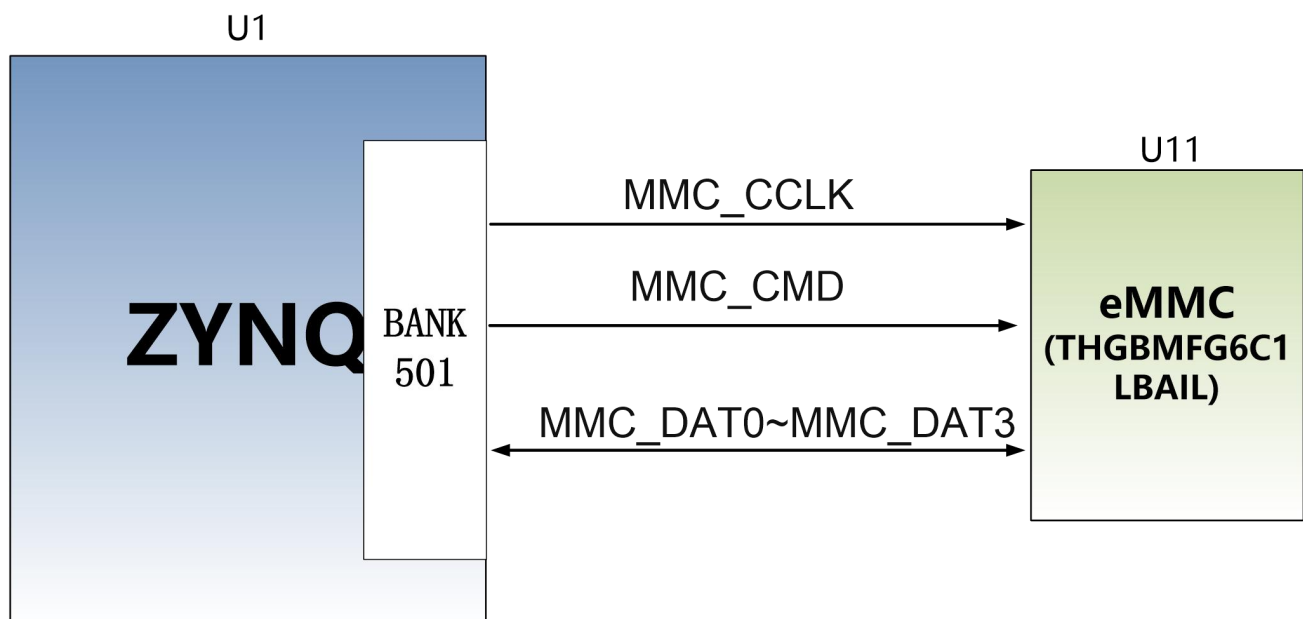 U1
U11
MMC_CCLK
MMC_CMD
ZYNQ
BANK
501
eMMC
(THGBMFG6C1
LBAIL)
MMC_DAT0~MMC_DAT3